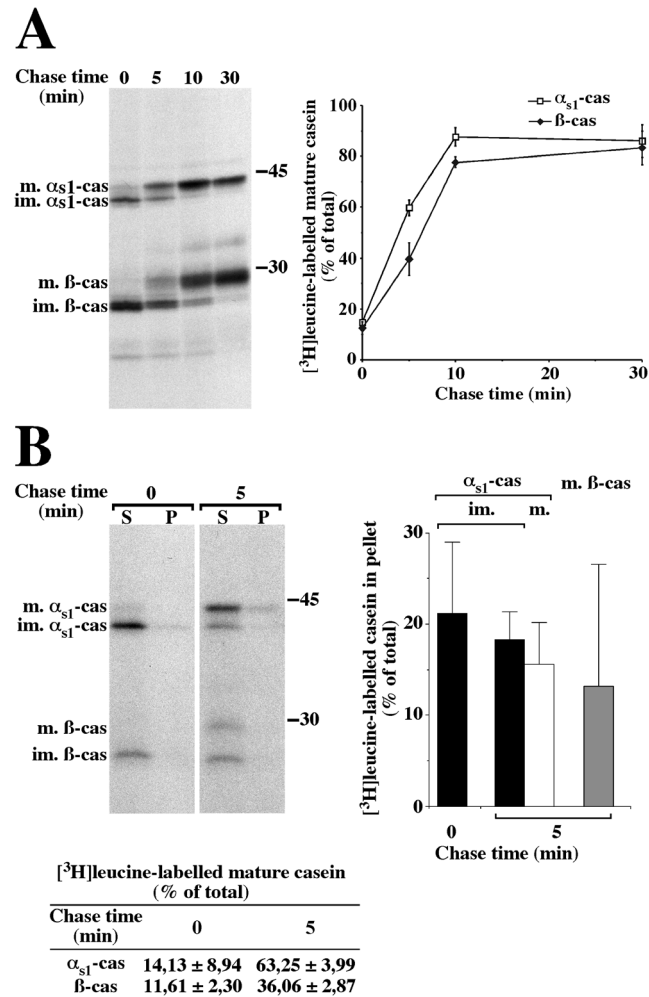 A
Chase time 0 5 10 30
(min)
m. αs1-cas
im. αs1-cas
m. ß-cas
im. ß-cas
–45
–30
[³H]leucine-labelled mature casein
(% of total)
100
80
60
40
20
0
αs1-cas
ß-cas
0 10 20 30
Chase time (min)
B
Chase time 0 5
(min) S P S P
m. αs1-cas
im. αs1-cas
m. ß-cas
im. ß-cas
–45
–30
αs1-cas m. ß-cas
im. m.
[³H]leucine-labelled casein in pellet
(% of total)
30
20
10
0
0 5
Chase time (min)
[³H]leucine-labelled mature casein
(% of total)
Chase time 0 5
(min)
αs1-cas 14,13 ± 8,94 63,25 ± 3,99
ß-cas 11,61 ± 2,30 36,06 ± 2,87